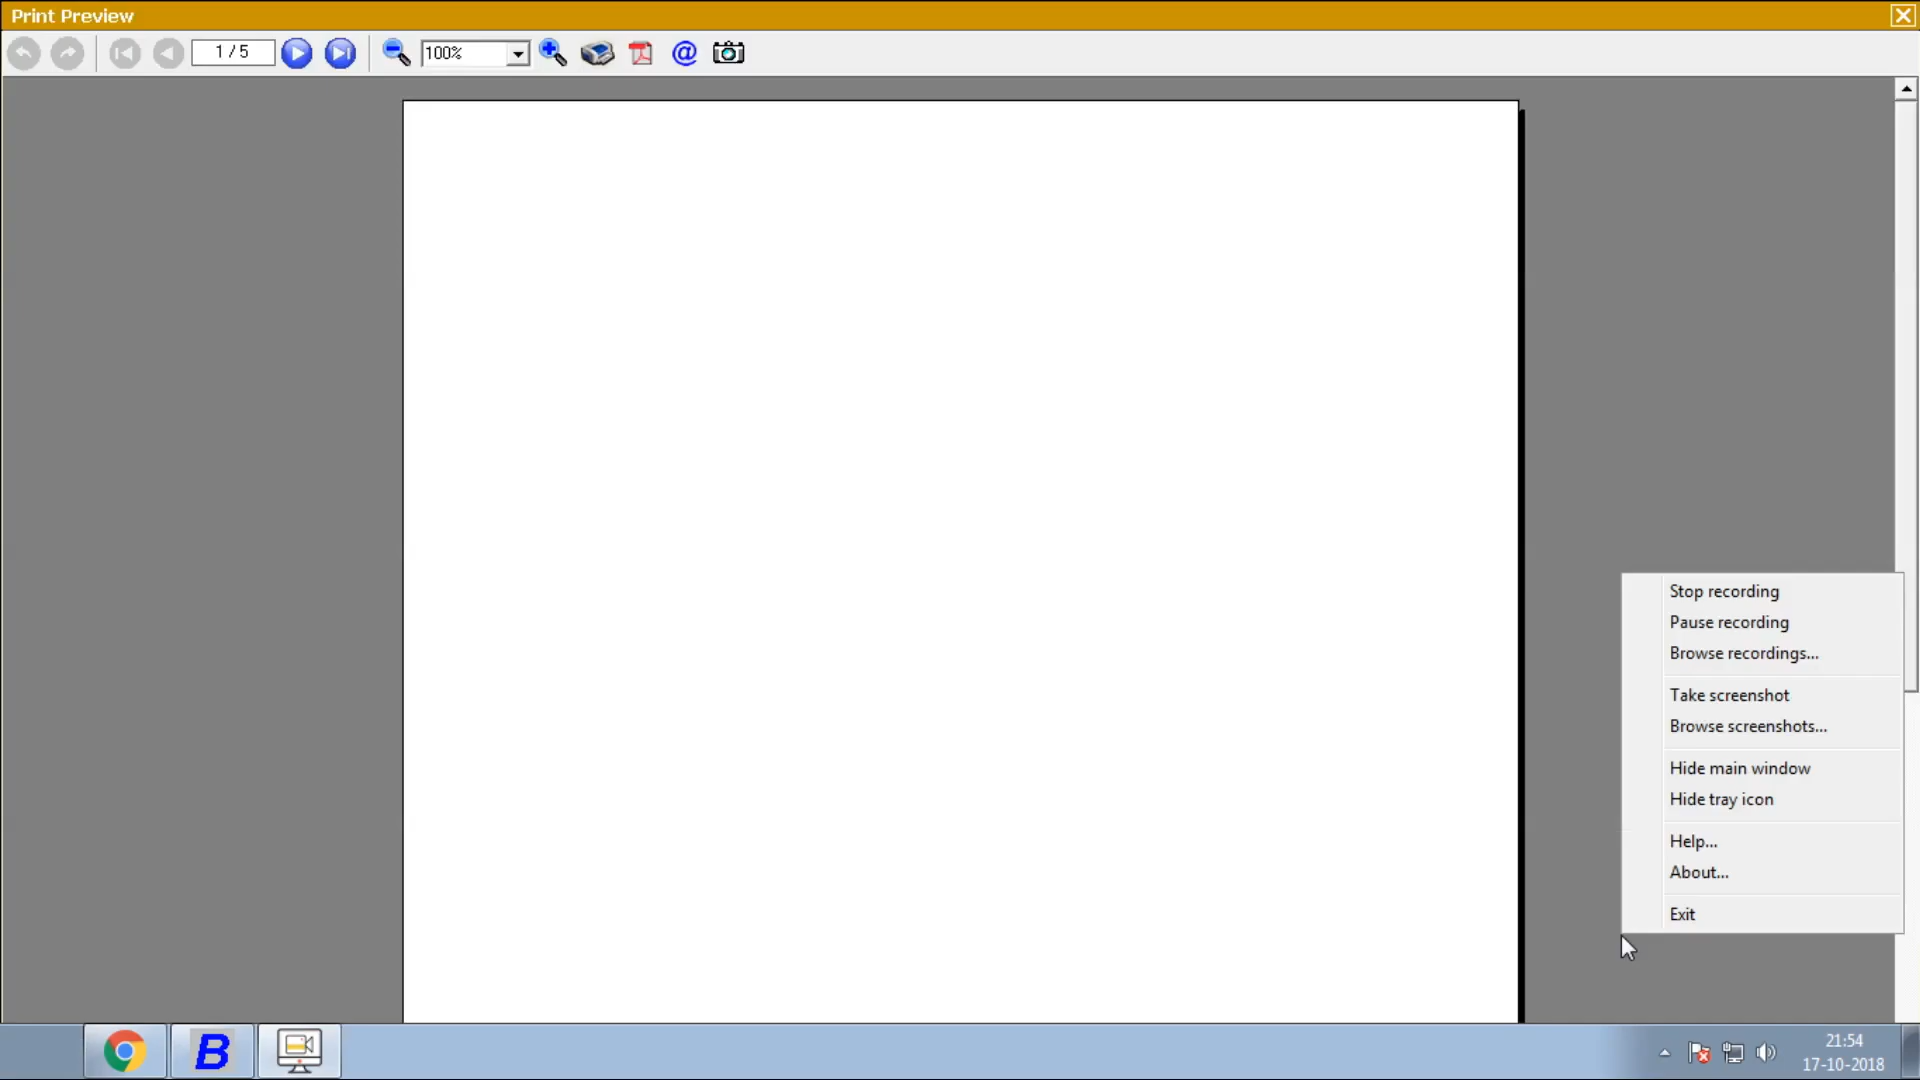 Print Preview
1 / 5
100%
@
Stop recording
Pause recording
Browse recordings...
Take screenshot
Browse screenshots...
Hide main window
Hide tray icon
Help...
About...
Exit
B
21:54
17-10-2018